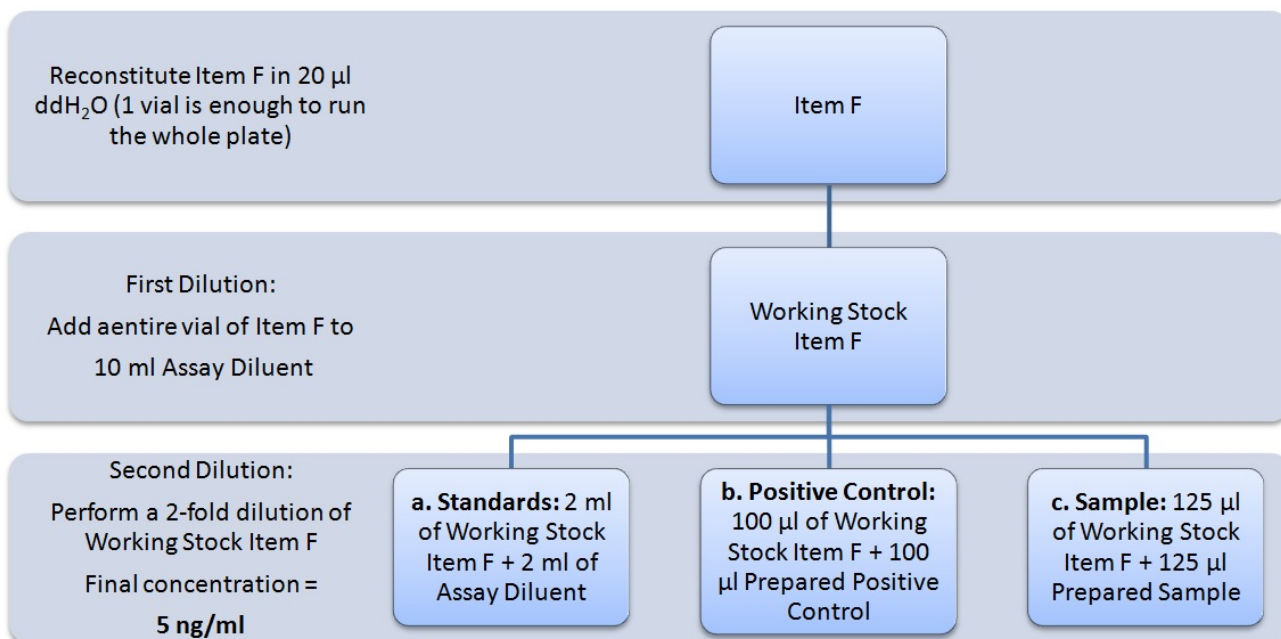 Reconstitute Item F in 20 µl
ddH₂O (1 vial is enough to run
the whole plate)
Item F
First Dilution:
Add aentire vial of Item F to
10 ml Assay Diluent
Working Stock
Item F
Second Dilution:
Perform a 2-fold dilution of
Working Stock Item F
Final concentration =
5 ng/ml
a. Standards: 2 ml
of Working Stock
Item F + 2 ml of
Assay Diluent
b. Positive Control:
100 µl of Working
Stock Item F + 100
µl Prepared Positive
Control
c. Sample: 125 µl
of Working Stock
Item F + 125 µl
Prepared Sample